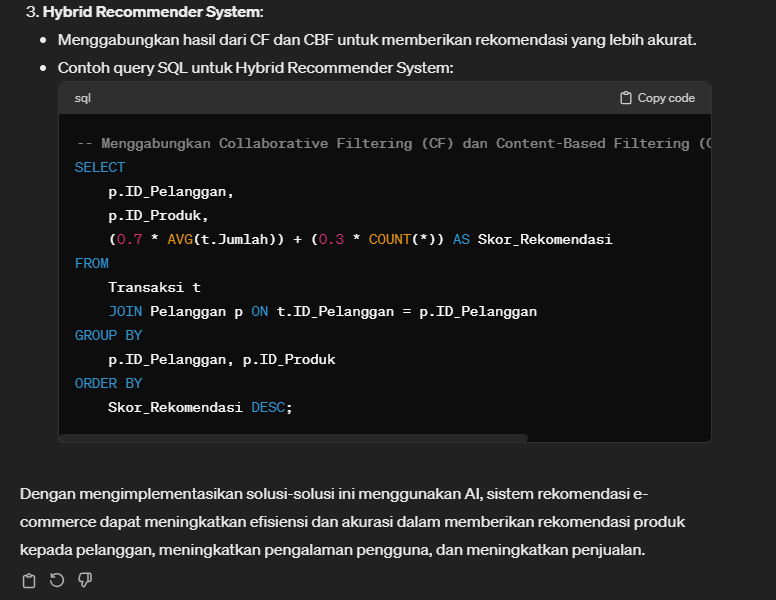 3. Hybrid Recommender System:
• Menggabungkan hasil dari CF dan CBF untuk memberikan rekomendasi yang lebih akurat.
• Contoh query SQL untuk Hybrid Recommender System:
sql
Copy code
-- Menggabungkan Collaborative Filtering (CF) dan Content-Based Filtering (
SELECT
p.ID_Pelanggan,
p.ID_Produk,
(0.7 * AVG(t.Jumlah)) + (0.3 * COUNT(*)) AS Skor_Rekomendasi
FROM
Transaksi t
JOIN Pelanggan p ON t.ID_Pelanggan = p.ID_Pelanggan
GROUP BY
p.ID_Pelanggan, p.ID_Produk
ORDER BY
Skor_Rekomendasi DESC;
Dengan mengimplementasikan solusi-solusi ini menggunakan AI, sistem rekomendasi e-
commerce dapat meningkatkan efisiensi dan akurasi dalam memberikan rekomendasi produk
kepada pelanggan, meningkatkan pengalaman pengguna, dan meningkatkan penjualan.